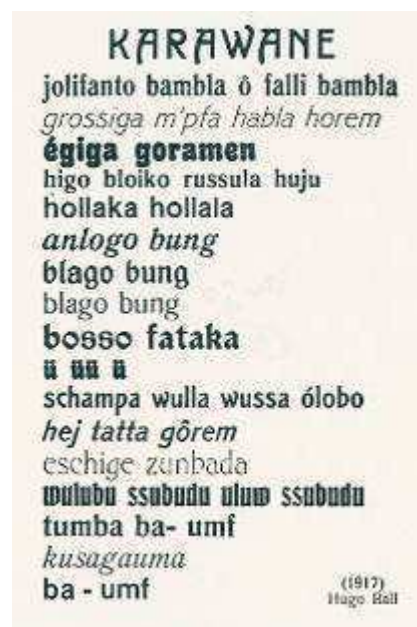 KARAWANE
jolifanto bambla ô falli bambla
grossiga m'pfa habla horem
égiga goramen
higo bloiko russula huju
hollaka hollala
anlogo bung
blago bung
blago bung
bosso fataka
ü üü ü
schampa wulla wussa ólobo
hej tatta gôrem
eschige zunbada
wulubu ssubudu uluw ssubudu
tumba ba- umf
kusagauma
ba - umf
(1917)
Hugo Ball